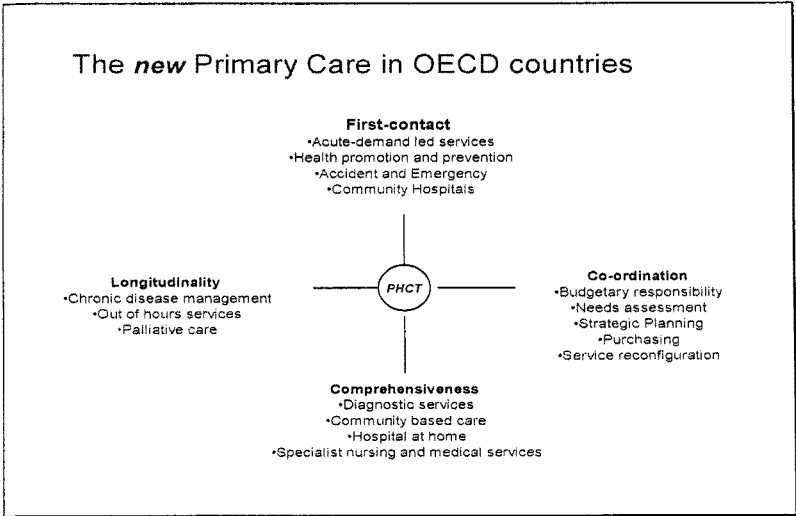 The new Primary Care in OECD countries
First-contact
•Acute-demand led services
•Health promotion and prevention
•Accident and Emergency
•Community Hospitals
Longitudinality
•Chronic disease management
•Out of hours services
•Palliative care
PHCT
Co-ordination
•Budgetary responsibility
•Needs assessment
•Strategic Planning
•Purchasing
•Service reconfiguration
Comprehensiveness
•Diagnostic services
•Community based care
•Hospital at home
•Specialist nursing and medical services